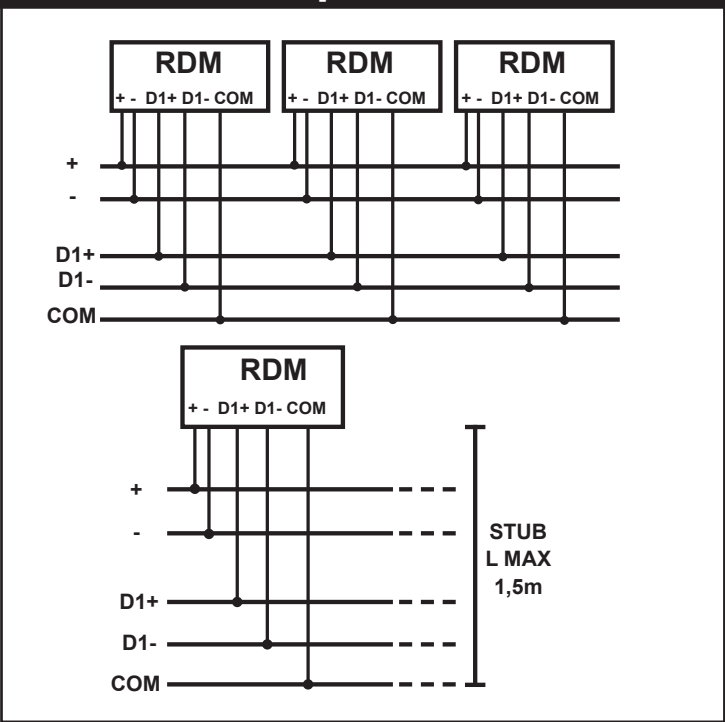 RDM RDM RDM
+ - D1+ D1- COM + - D1+ D1- COM + - D1+ D1- COM
+
-
D1+
D1-
COM
RDM
+ - D1+ D1- COM
+
-
D1+
D1-
COM
STUB
L MAX
1,5m